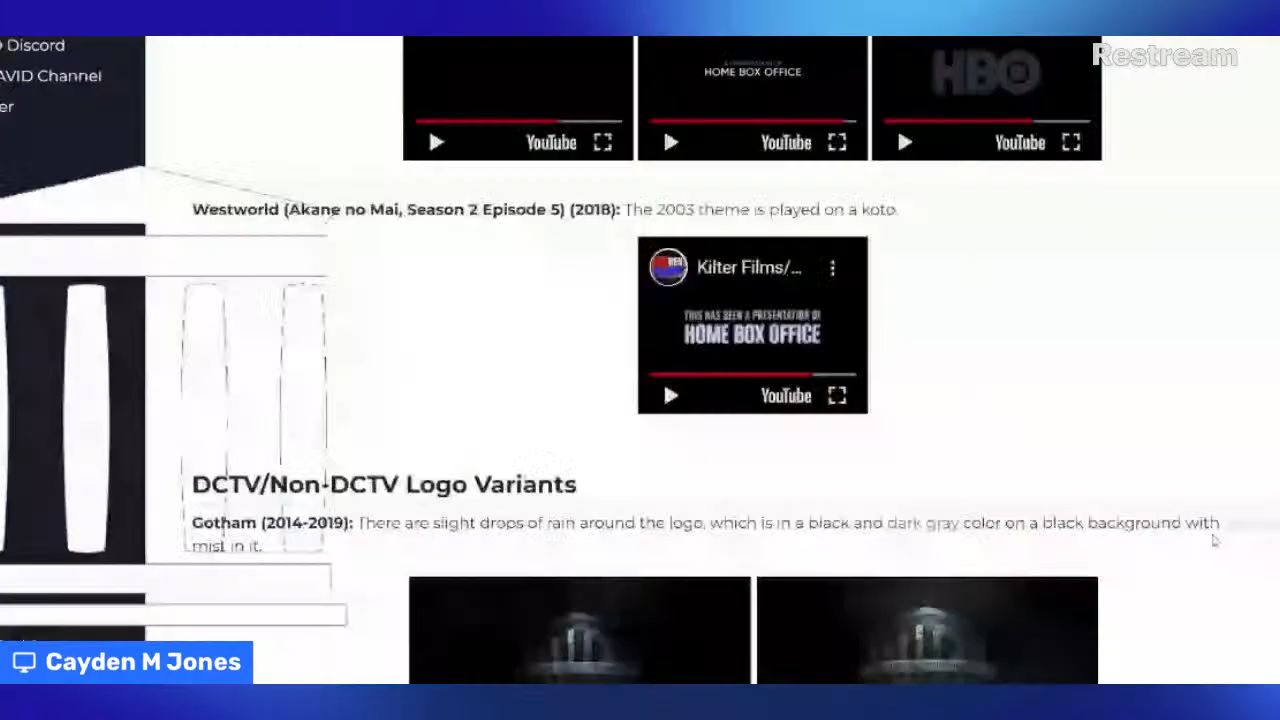 Discord
AVID Channel
er
Restream
A PRESENTATION OF
HOME BOX OFFICE
HBO
YouTube
YouTube
YouTube
Westworld (Akane no Mai, Season 2 Episode 5) (2018): The 2003 theme is played on a koto.
Kilter Films/...
THIS HAS BEEN A PRESENTATION OF
HOME BOX OFFICE
YouTube
DCTV/Non-DCTV Logo Variants
Gotham (2014-2019): There are slight drops of rain around the logo, which is in a black and dark gray color on a black background with
mist in it.
Cayden M Jones